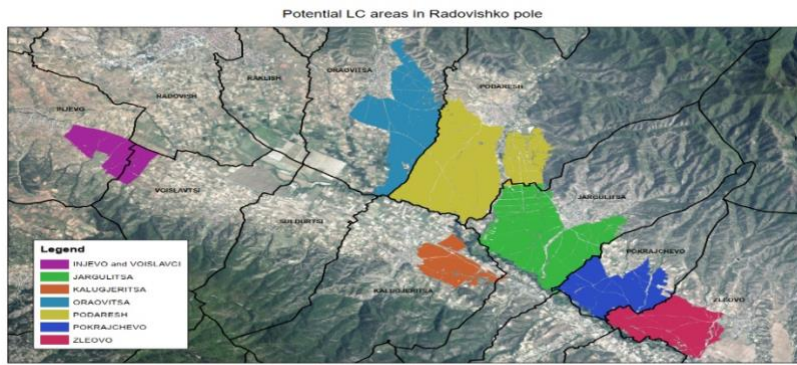 Potential LC areas in Radovishko pole
ORAOVITSA
RAKLISH
RADOVISH
PODARESH
INJEVO
VOISLAVTSI
JARGULITSA
SULDURTSI
POKRAJCHEVO
KALUGJERITSA
ZLEOVO
Legend
INJEVO and VOISLAVCI
JARGULITSA
KALUGJERITSA
ORAOVITSA
PODARESH
POKRAJCHEVO
ZLEOVO